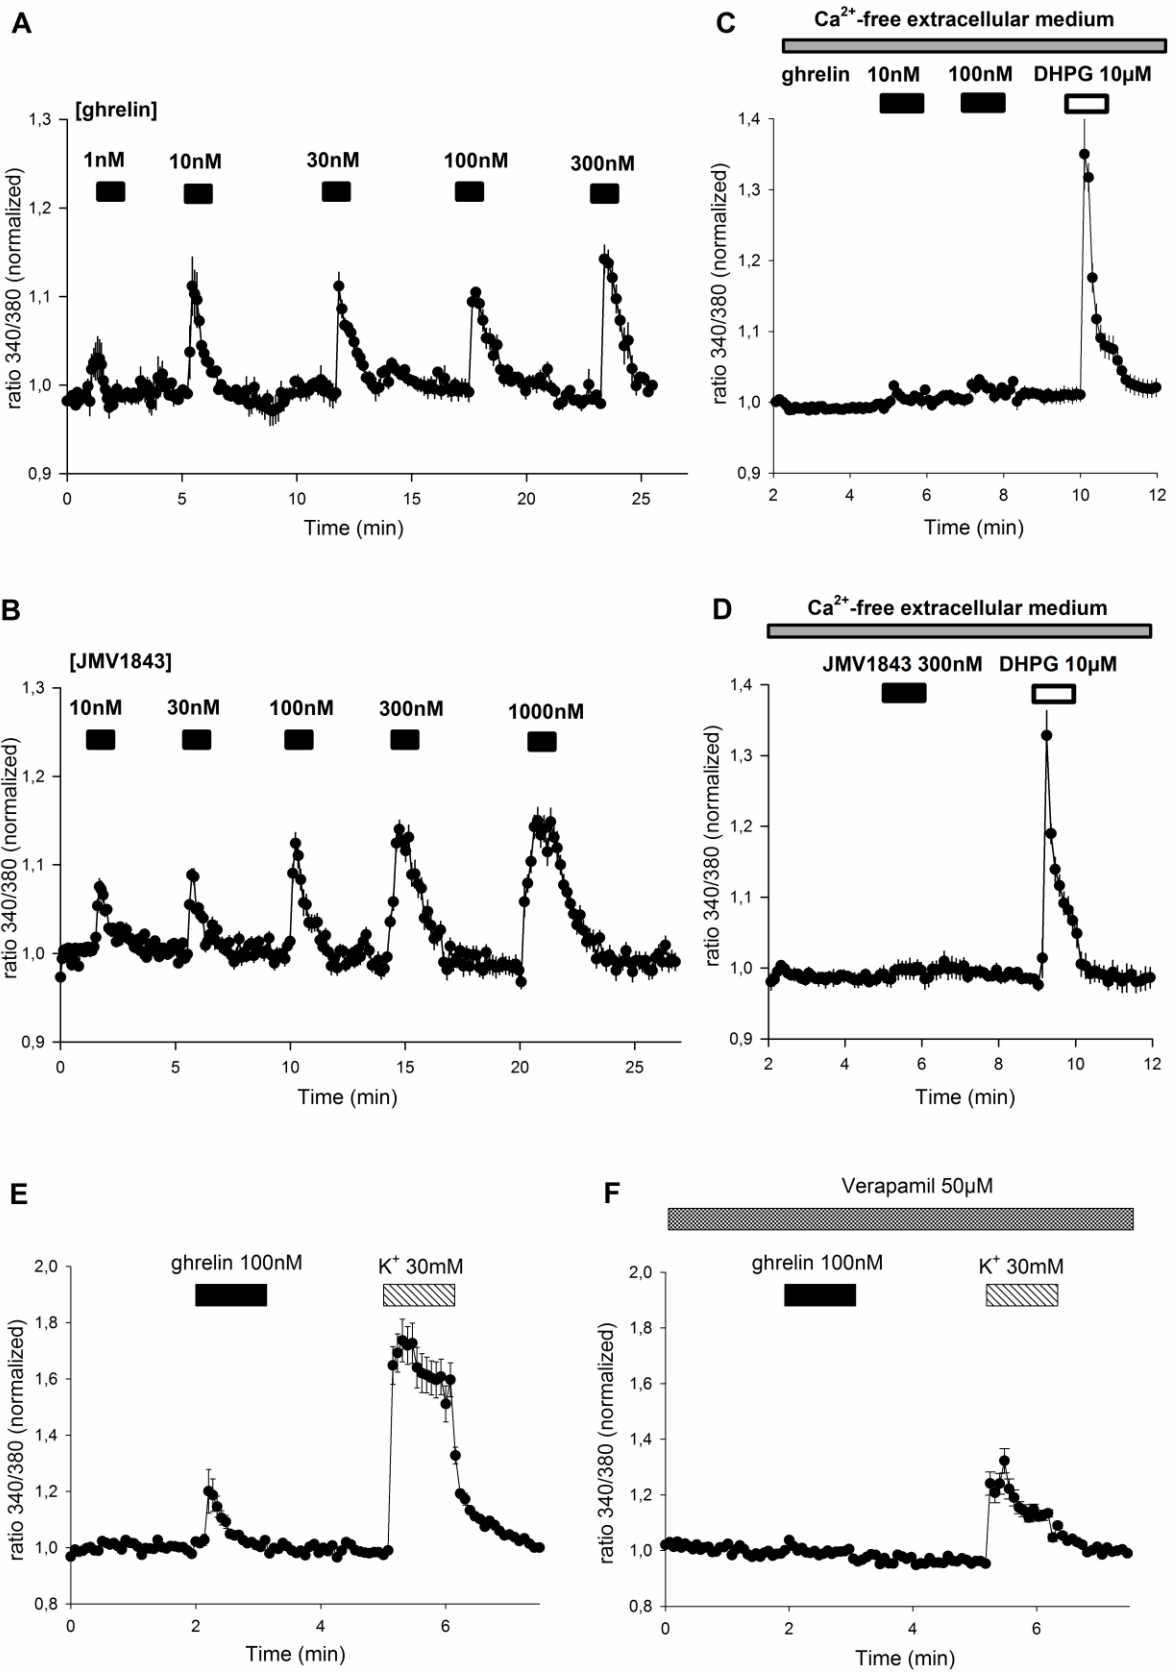 A
[ghrelin]
1nM 10nM 30nM 100nM 300nM
ratio 340/380 (normalized)
1,3
1,2
1,1
1,0
0,9
0 5 10 15 20 25
Time (min)
C
Ca²⁺-free extracellular medium
ghrelin 10nM 100nM DHPG 10µM
ratio 340/380 (normalized)
1,4
1,3
1,2
1,1
1,0
0,9
2 4 6 8 10 12
Time (min)
B
[JMV1843]
10nM 30nM 100nM 300nM 1000nM
ratio 340/380 (normalized)
1,3
1,2
1,1
1,0
0,9
0 5 10 15 20 25
Time (min)
D
Ca²⁺-free extracellular medium
JMV1843 300nM DHPG 10µM
ratio 340/380 (normalized)
1,4
1,3
1,2
1,1
1,0
0,9
2 4 6 8 10 12
Time (min)
E
ghrelin 100nM K⁺ 30mM
ratio 340/380 (normalized)
2,0
1,8
1,6
1,4
1,2
1,0
0,8
0 2 4 6
Time (min)
F
Verapamil 50µM
ghrelin 100nM K⁺ 30mM
ratio 340/380 (normalized)
2,0
1,8
1,6
1,4
1,2
1,0
0,8
0 2 4 6
Time (min)